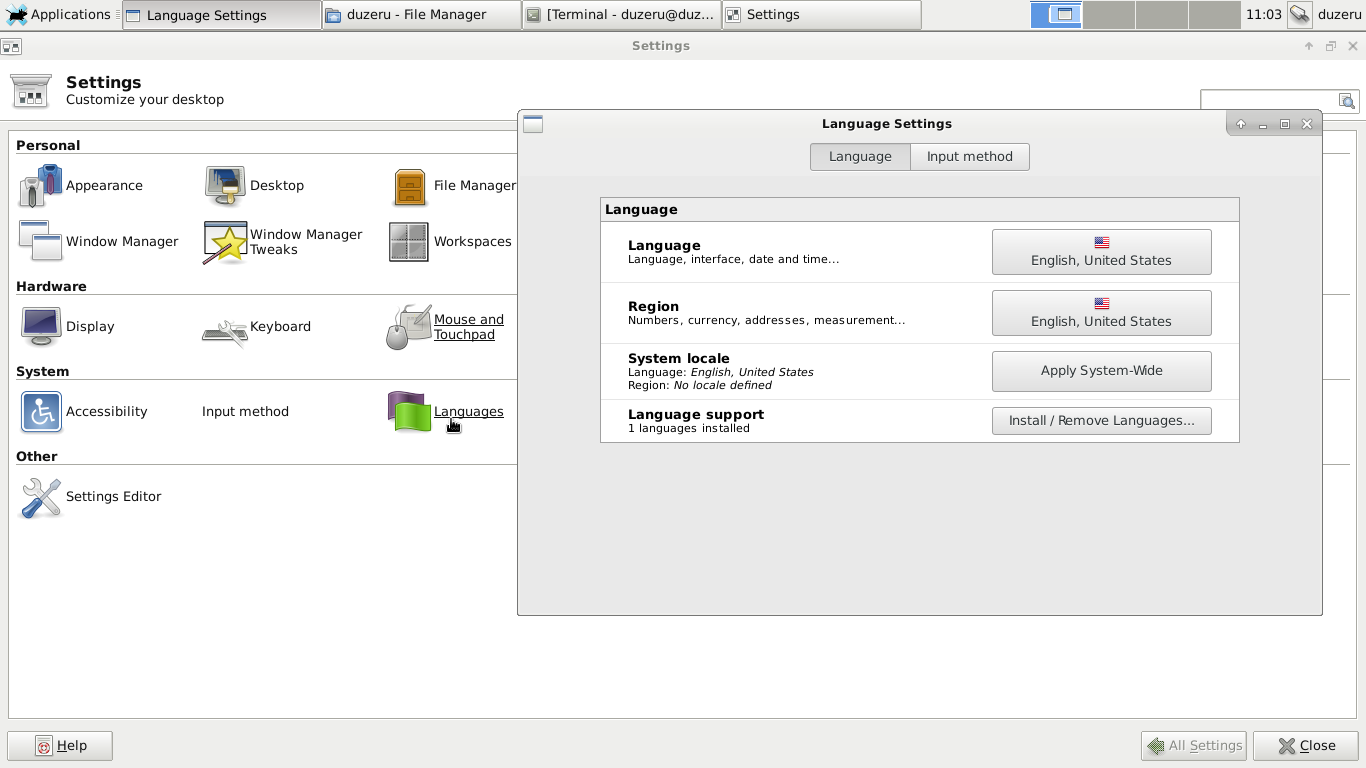 Applications
Language Settings
duzeru - File Manager
[Terminal - duzeru@duz...
Settings
11:03
duzeru
Settings
Settings
Customize your desktop
Personal
Appearance
Desktop
File Manager
Window Manager
Window Manager
Tweaks
Workspaces
Hardware
Display
Keyboard
Mouse and
Touchpad
System
Accessibility
Input method
Languages
Other
Settings Editor
Help
All Settings
Close
Language Settings
Language
Input method
Language
Language
Language, interface, date and time...
English, United States
Region
Numbers, currency, addresses, measurement...
English, United States
System locale
Language: English, United States
Region: No locale defined
Apply System-Wide
Language support
1 languages installed
Install / Remove Languages...